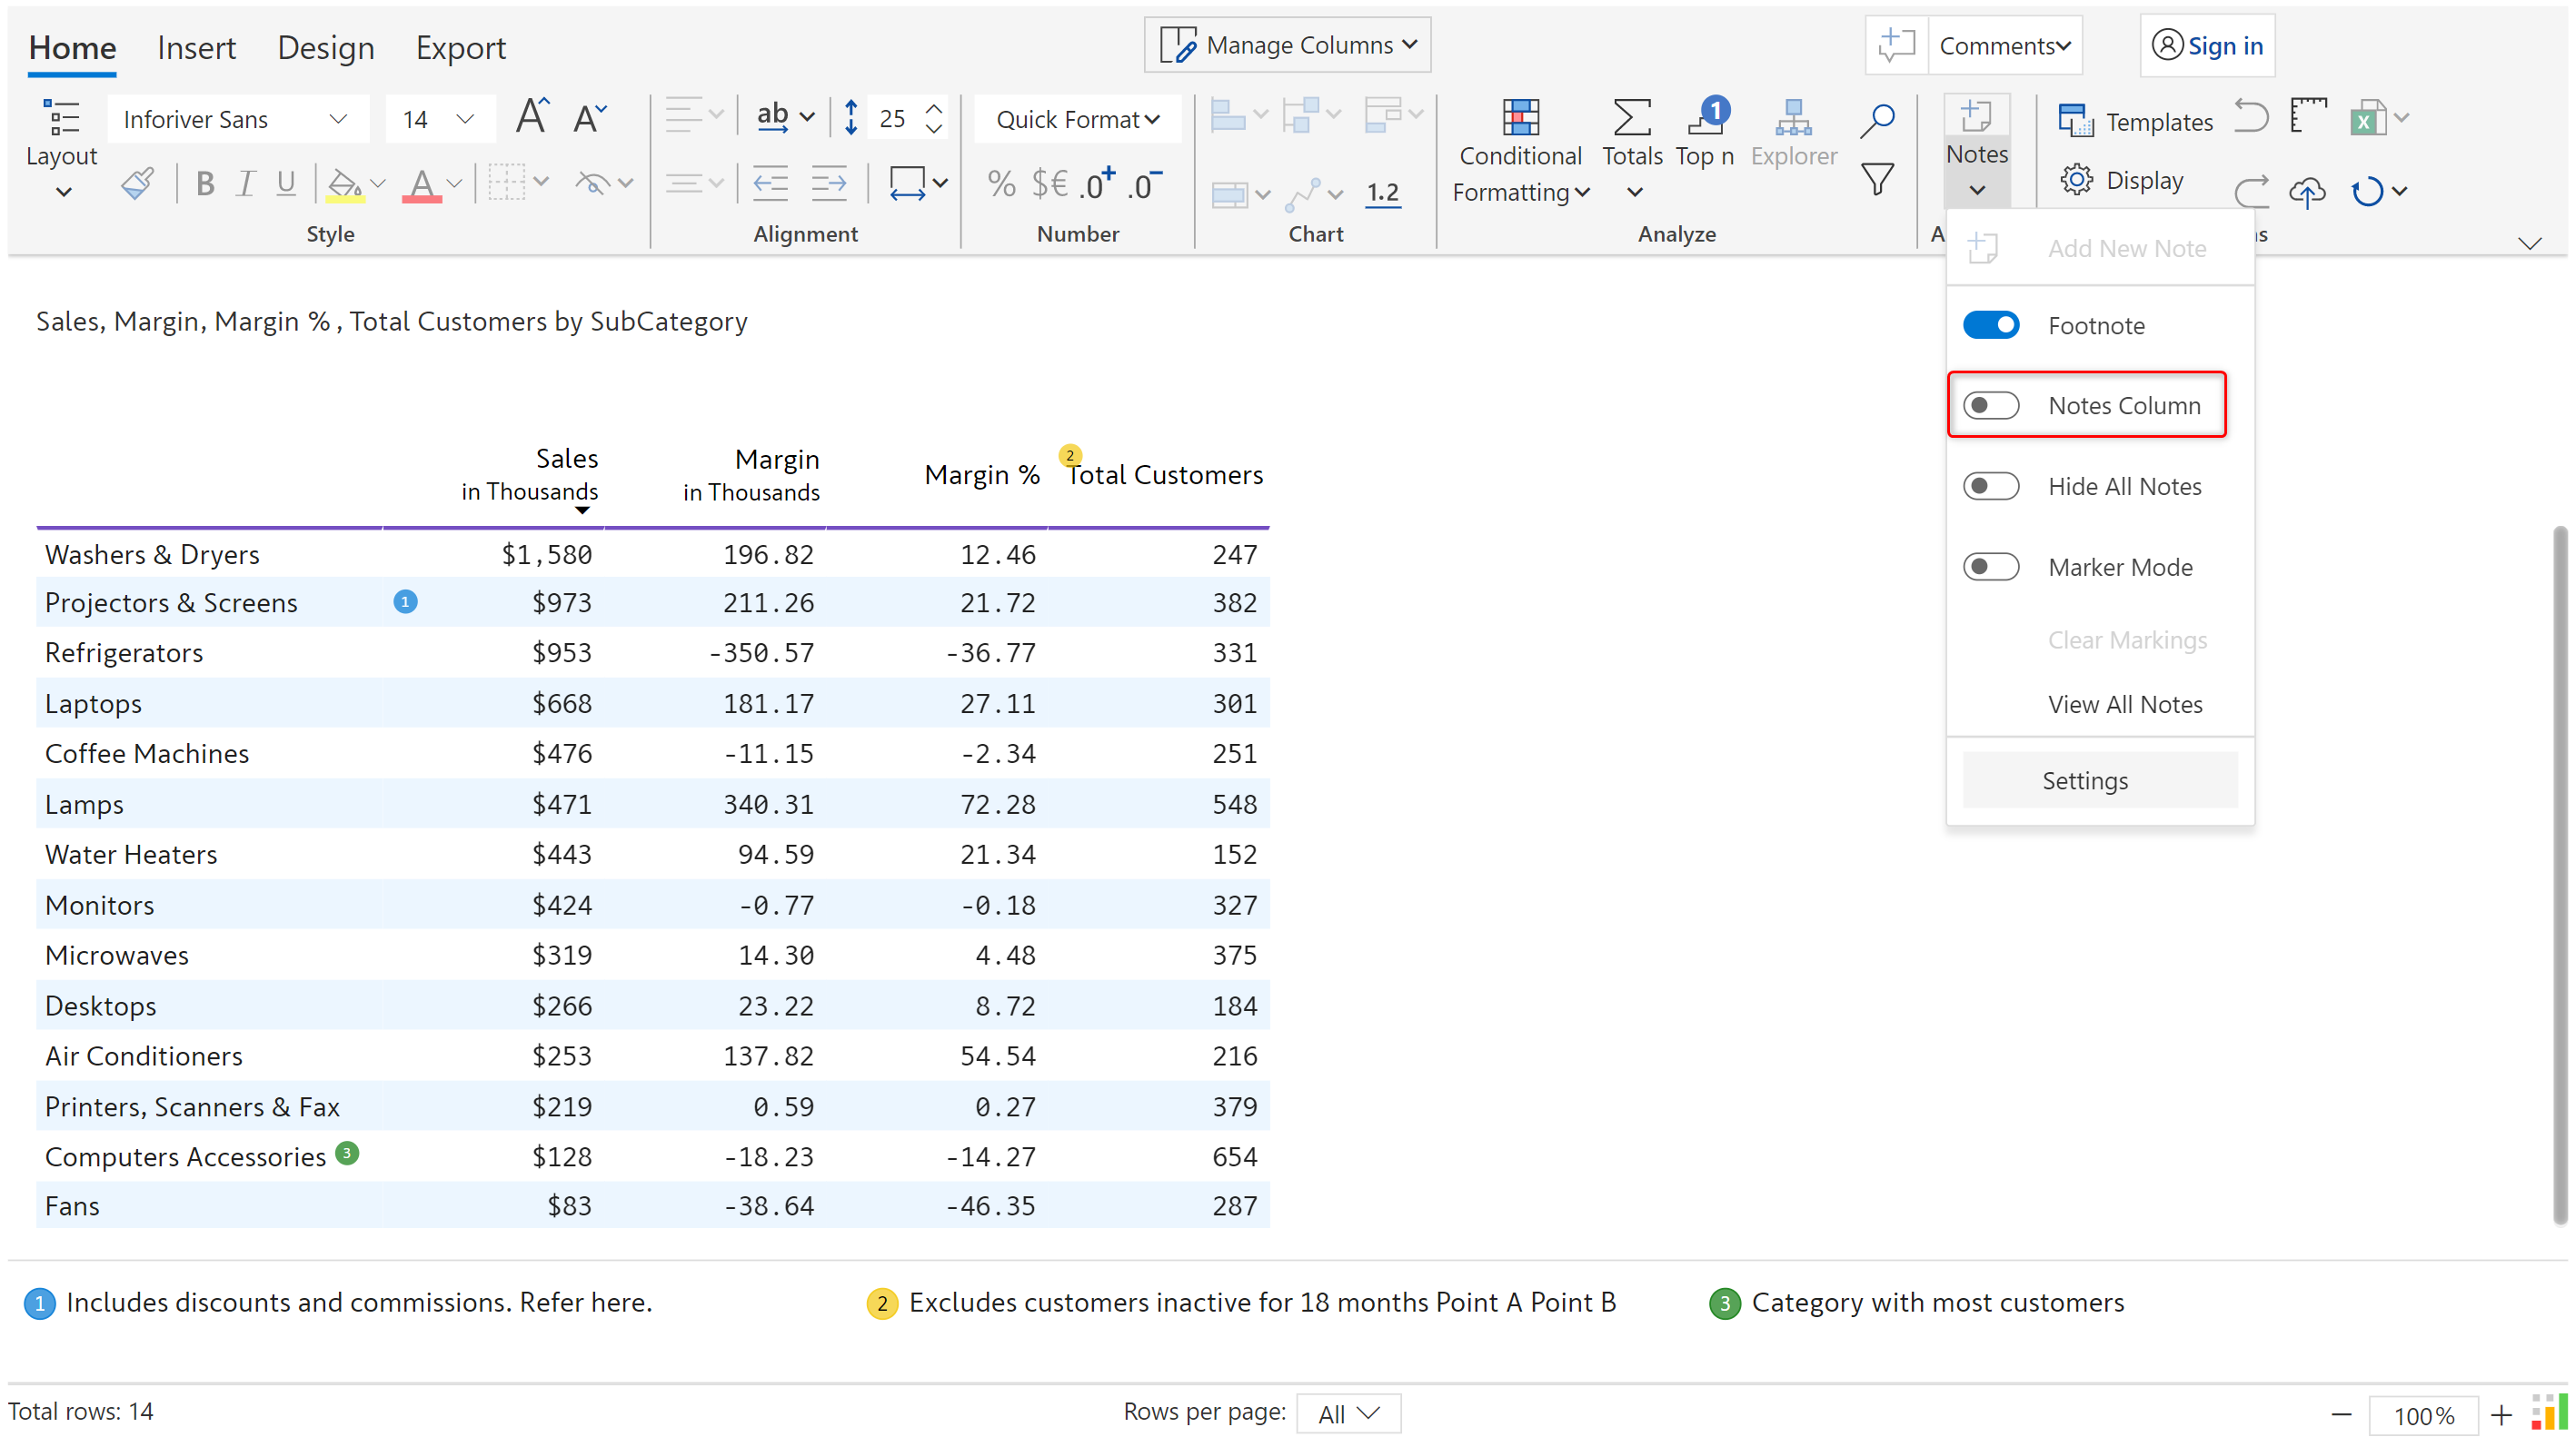 Home Insert Design Export
Manage Columns
Comments
Sign in
Inforiver Sans 14 A A
ab 25
Quick Format
Layout
B I U A
% $€ .0+ .0-
1.2
Conditional
Formatting
Totals
1
Top n
Explorer
Notes
Templates
Display
Style Alignment Number Chart Analyze
Add New Note
Footnote
Notes Column
Hide All Notes
Marker Mode
Clear Markings
View All Notes
Settings
Sales, Margin, Margin % , Total Customers by SubCategory
Sales
in Thousands
Margin
in Thousands
Margin %
2
Total Customers
Washers & Dryers $1,580 196.82 12.46 247
Projectors & Screens 1 $973 211.26 21.72 382
Refrigerators $953 -350.57 -36.77 331
Laptops $668 181.17 27.11 301
Coffee Machines $476 -11.15 -2.34 251
Lamps $471 340.31 72.28 548
Water Heaters $443 94.59 21.34 152
Monitors $424 -0.77 -0.18 327
Microwaves $319 14.30 4.48 375
Desktops $266 23.22 8.72 184
Air Conditioners $253 137.82 54.54 216
Printers, Scanners & Fax $219 0.59 0.27 379
Computers Accessories 3 $128 -18.23 -14.27 654
Fans $83 -38.64 -46.35 287
1 Includes discounts and commissions. Refer here. 2 Excludes customers inactive for 18 months Point A Point B 3 Category with most customers
Total rows: 14 Rows per page: All − 100% +